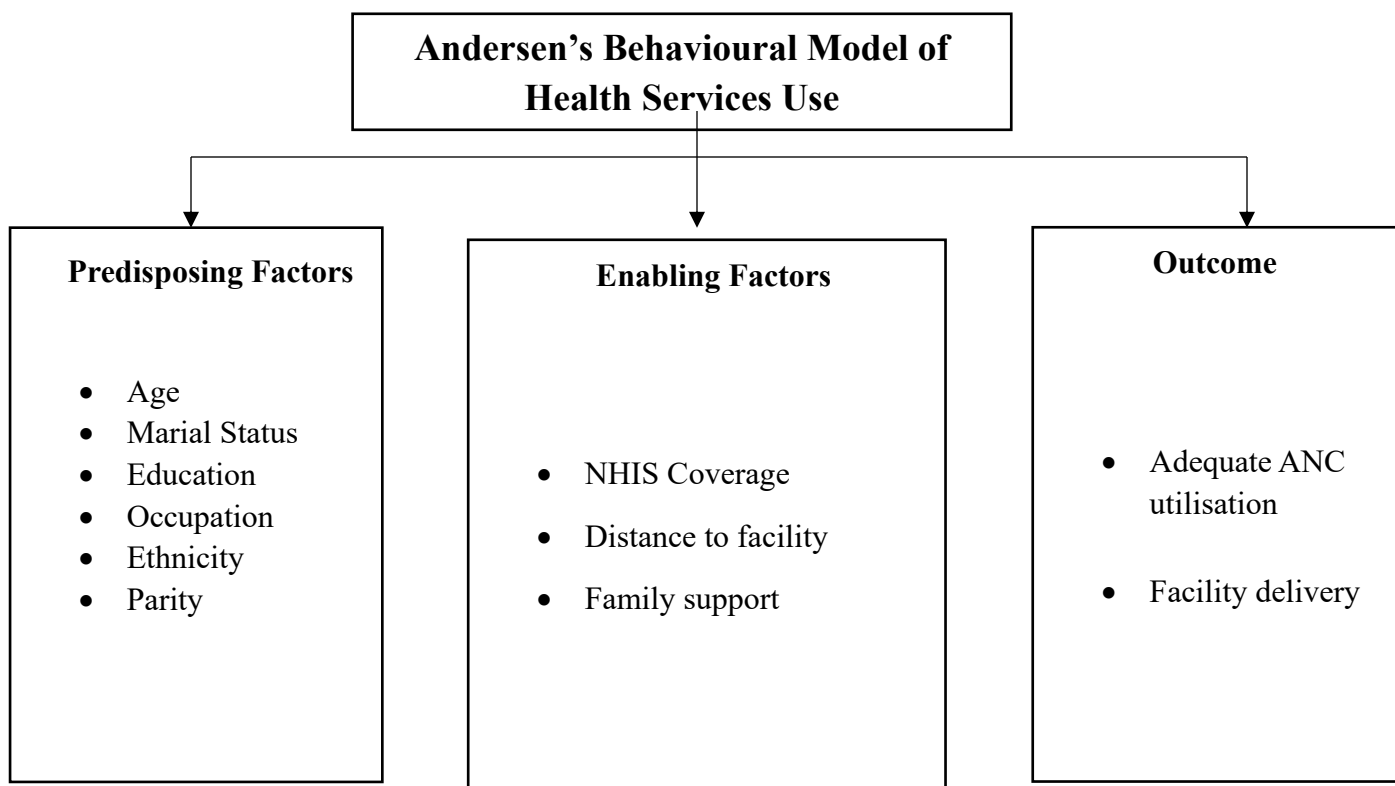 Andersen’s Behavioural Model of
Health Services Use
Predisposing Factors
• Age
• Marial Status
• Education
• Occupation
• Ethnicity
• Parity
Enabling Factors
• NHIS Coverage
• Distance to facility
• Family support
Outcome
• Adequate ANC
utilisation
• Facility delivery